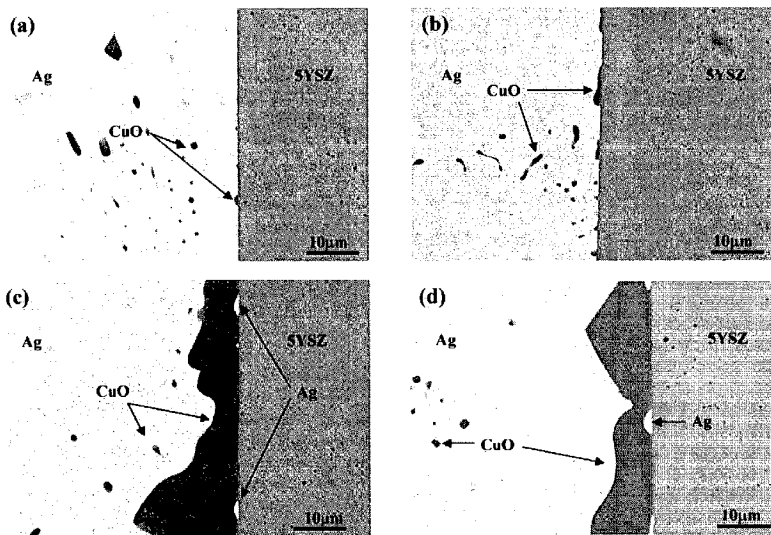 (a)
Ag
5YSZ
CuO
10μm
(b)
Ag
5YSZ
CuO
10μm
(c)
Ag
5YSZ
CuO
Ag
10μm
(d)
Ag
5YSZ
Ag
CuO
10μm